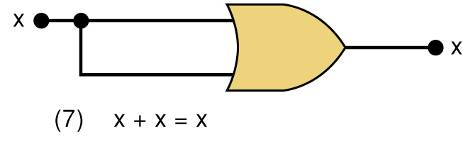 x
x
(7) x + x = x